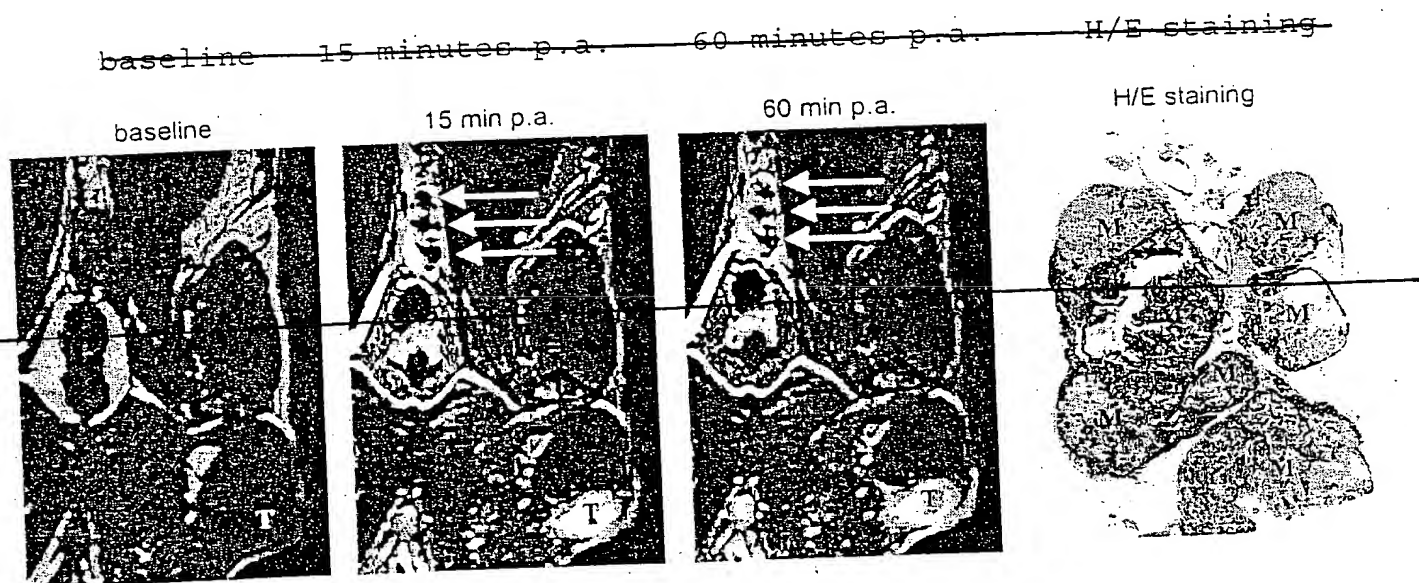 baseline 15 minutes p.a. 60 minutes p.a. H/E staining
baseline 15 min p.a. 60 min p.a. H/E staining
T T T
M M
M M
M M
M
M